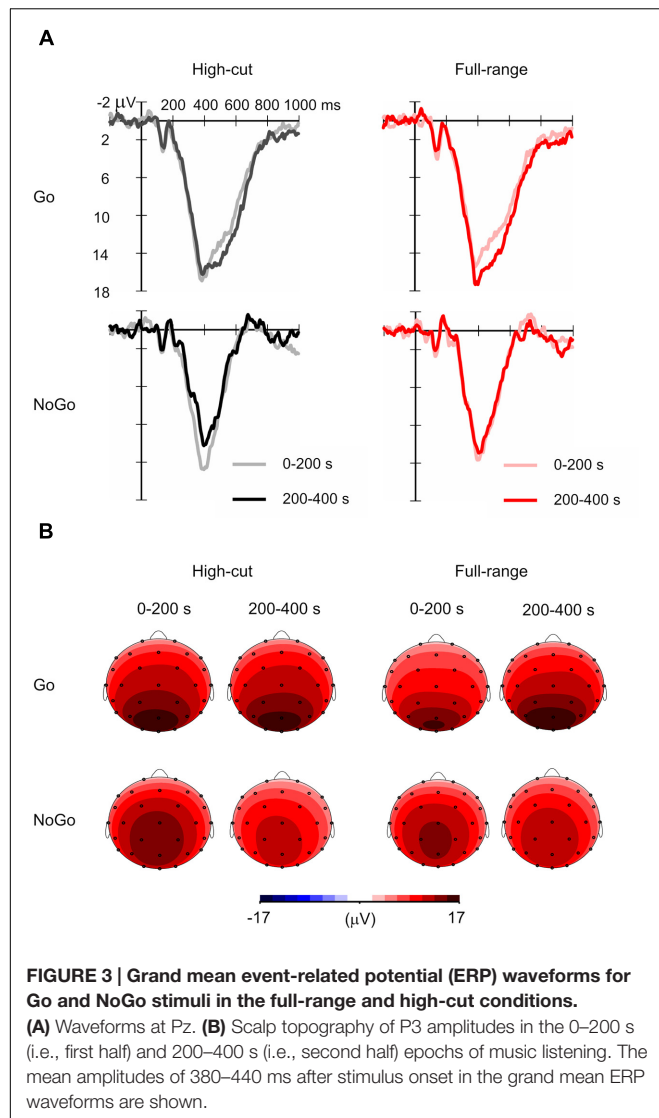 A
High-cut
Full-range
-2 µV
200 400 600 800 1000 ms
2
6
10
14
18
Go
NoGo
0-200 s
200-400 s
0-200 s
200-400 s
B
High-cut
Full-range
0-200 s
200-400 s
0-200 s
200-400 s
Go
NoGo
-17
(µV)
17
FIGURE 3 | Grand mean event-related potential (ERP) waveforms for
Go and NoGo stimuli in the full-range and high-cut conditions.
(A) Waveforms at Pz. (B) Scalp topography of P3 amplitudes in the 0–200 s
(i.e., first half) and 200–400 s (i.e., second half) epochs of music listening. The
mean amplitudes of 380–440 ms after stimulus onset in the grand mean ERP
waveforms are shown.